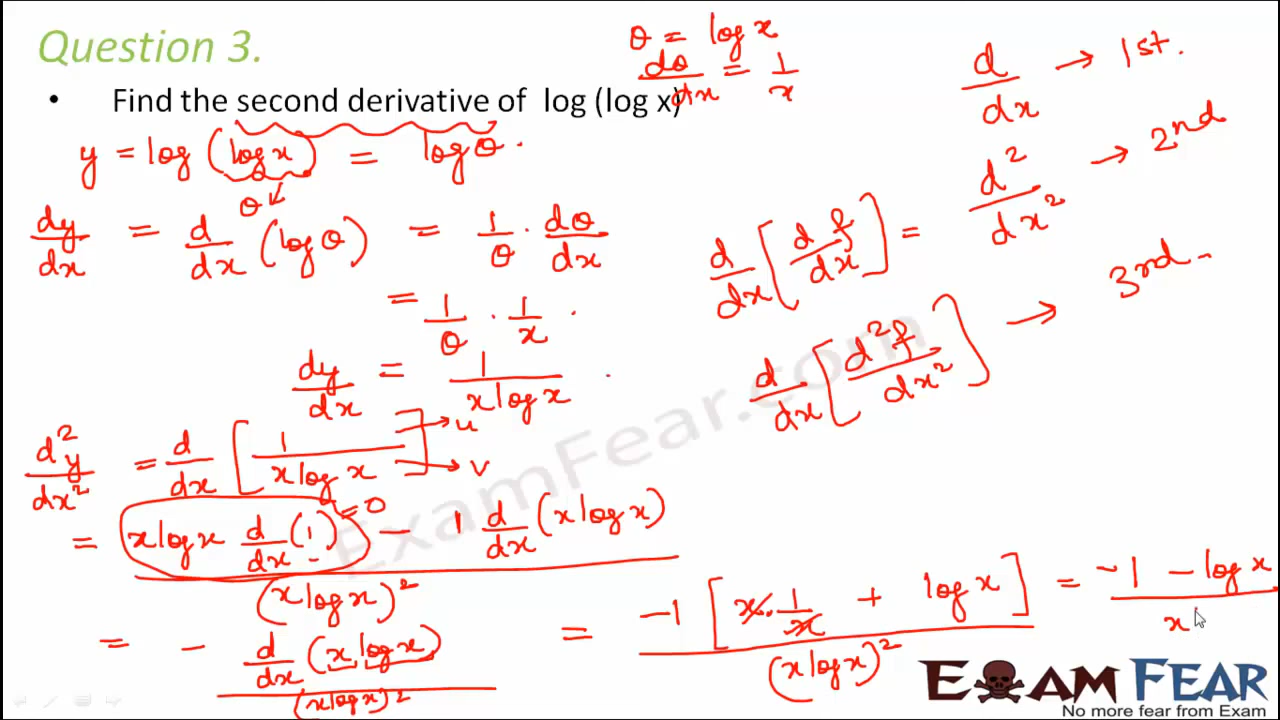 Question 3.
• Find the second derivative of log (log x)
θ = log x
dθ/dx = 1/x
y = log (log x) = log θ.
θ
dy/dx = d/dx (log θ) = 1/θ · dθ/dx
= 1/θ · 1/x .
dy/dx = 1/(x log x) .
d²y/dx² = d/dx [1/(x log x)] → u → v
= (x log x d/dx (1) − 1 d/dx (x log x))/(x log x)²
= 0
= − d/dx (x log x)/(x log x)² = −1 [x · 1/x + log x]/(x log x)² = (−1 − log x)/x
d/dx → 1st.
d²/dx² → 2nd
d/dx [df/dx] =
d/dx [d²f/dx²] → 3rd
ExamFear.com
EXAM FEAR
No more fear from Exam